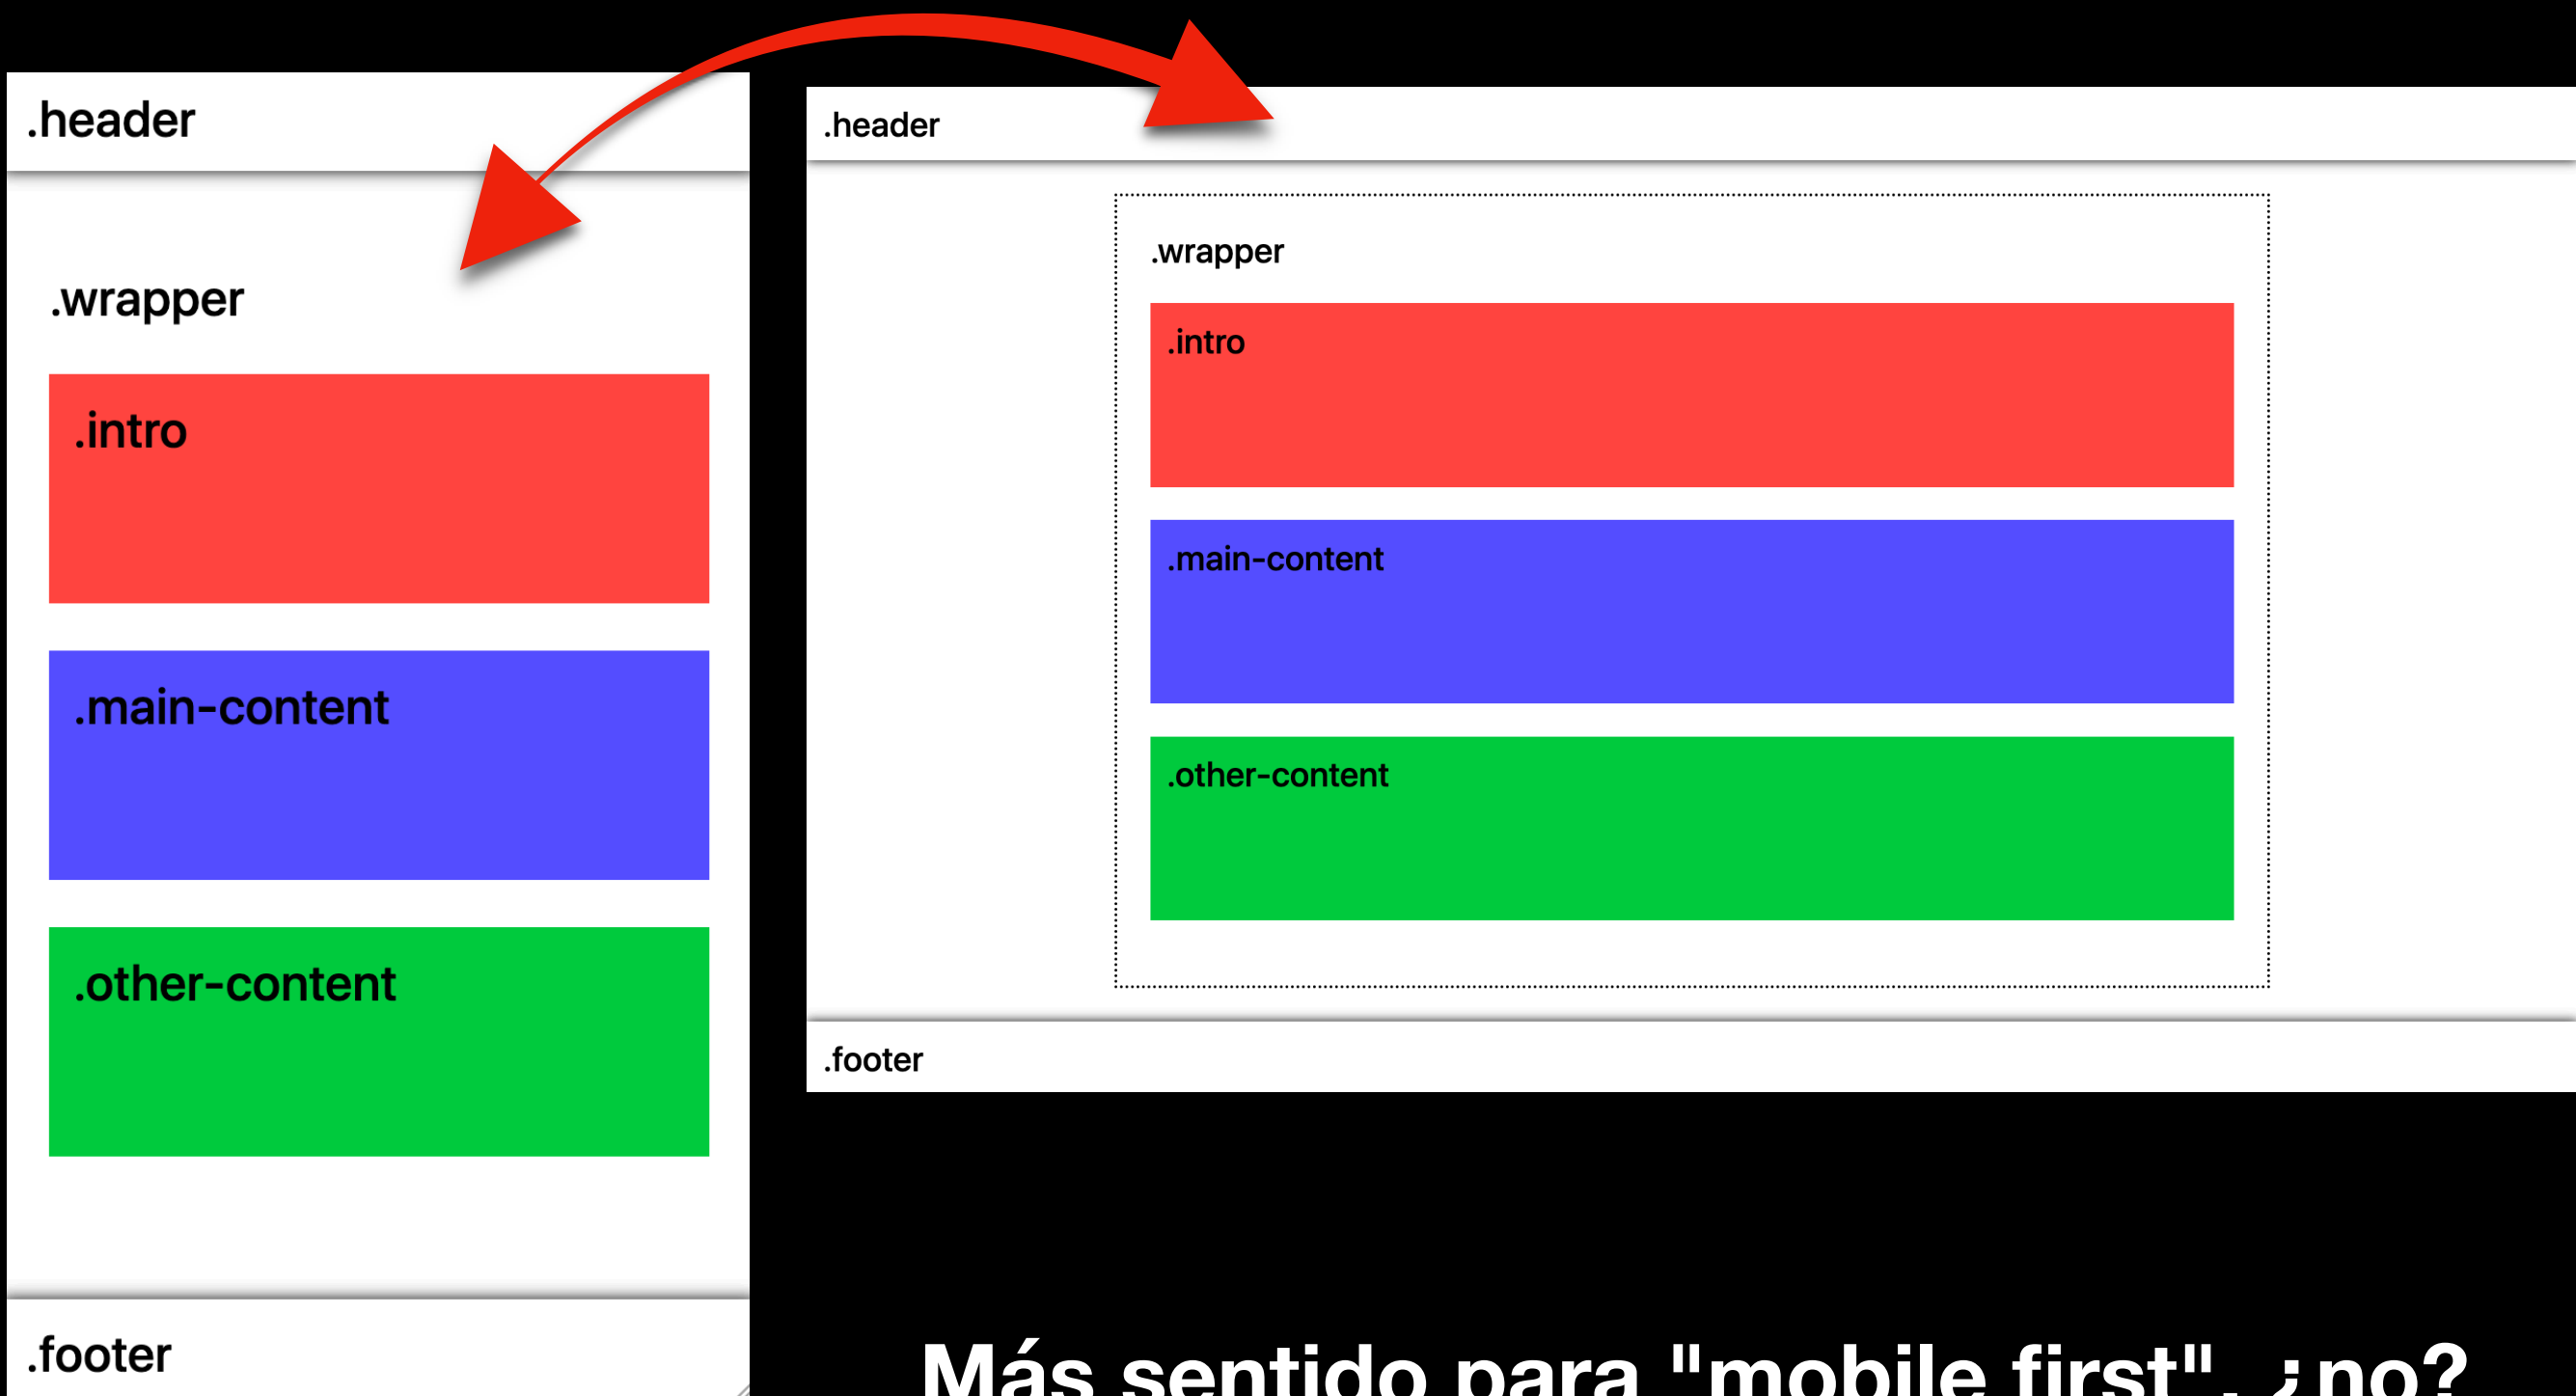 .header
.wrapper
.intro
.main-content
.other-content
.footer
.header
.wrapper
.intro
.main-content
.other-content
.footer
Más sentido para "mobile first", ¿no?